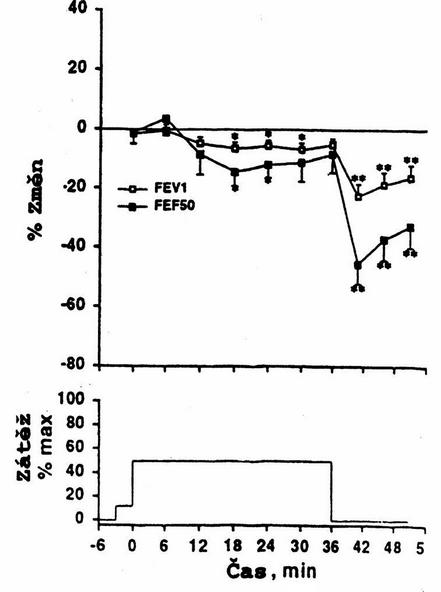 40
20
0
-20
-40
-60
-80
% Změn
FEV1
FEF50
* * *
* *
** ** **
** ** **
100
80
60
40
20
0
Zátěž
% max
-6 0 6 12 18 24 30 36 42 48 5
Čas, min